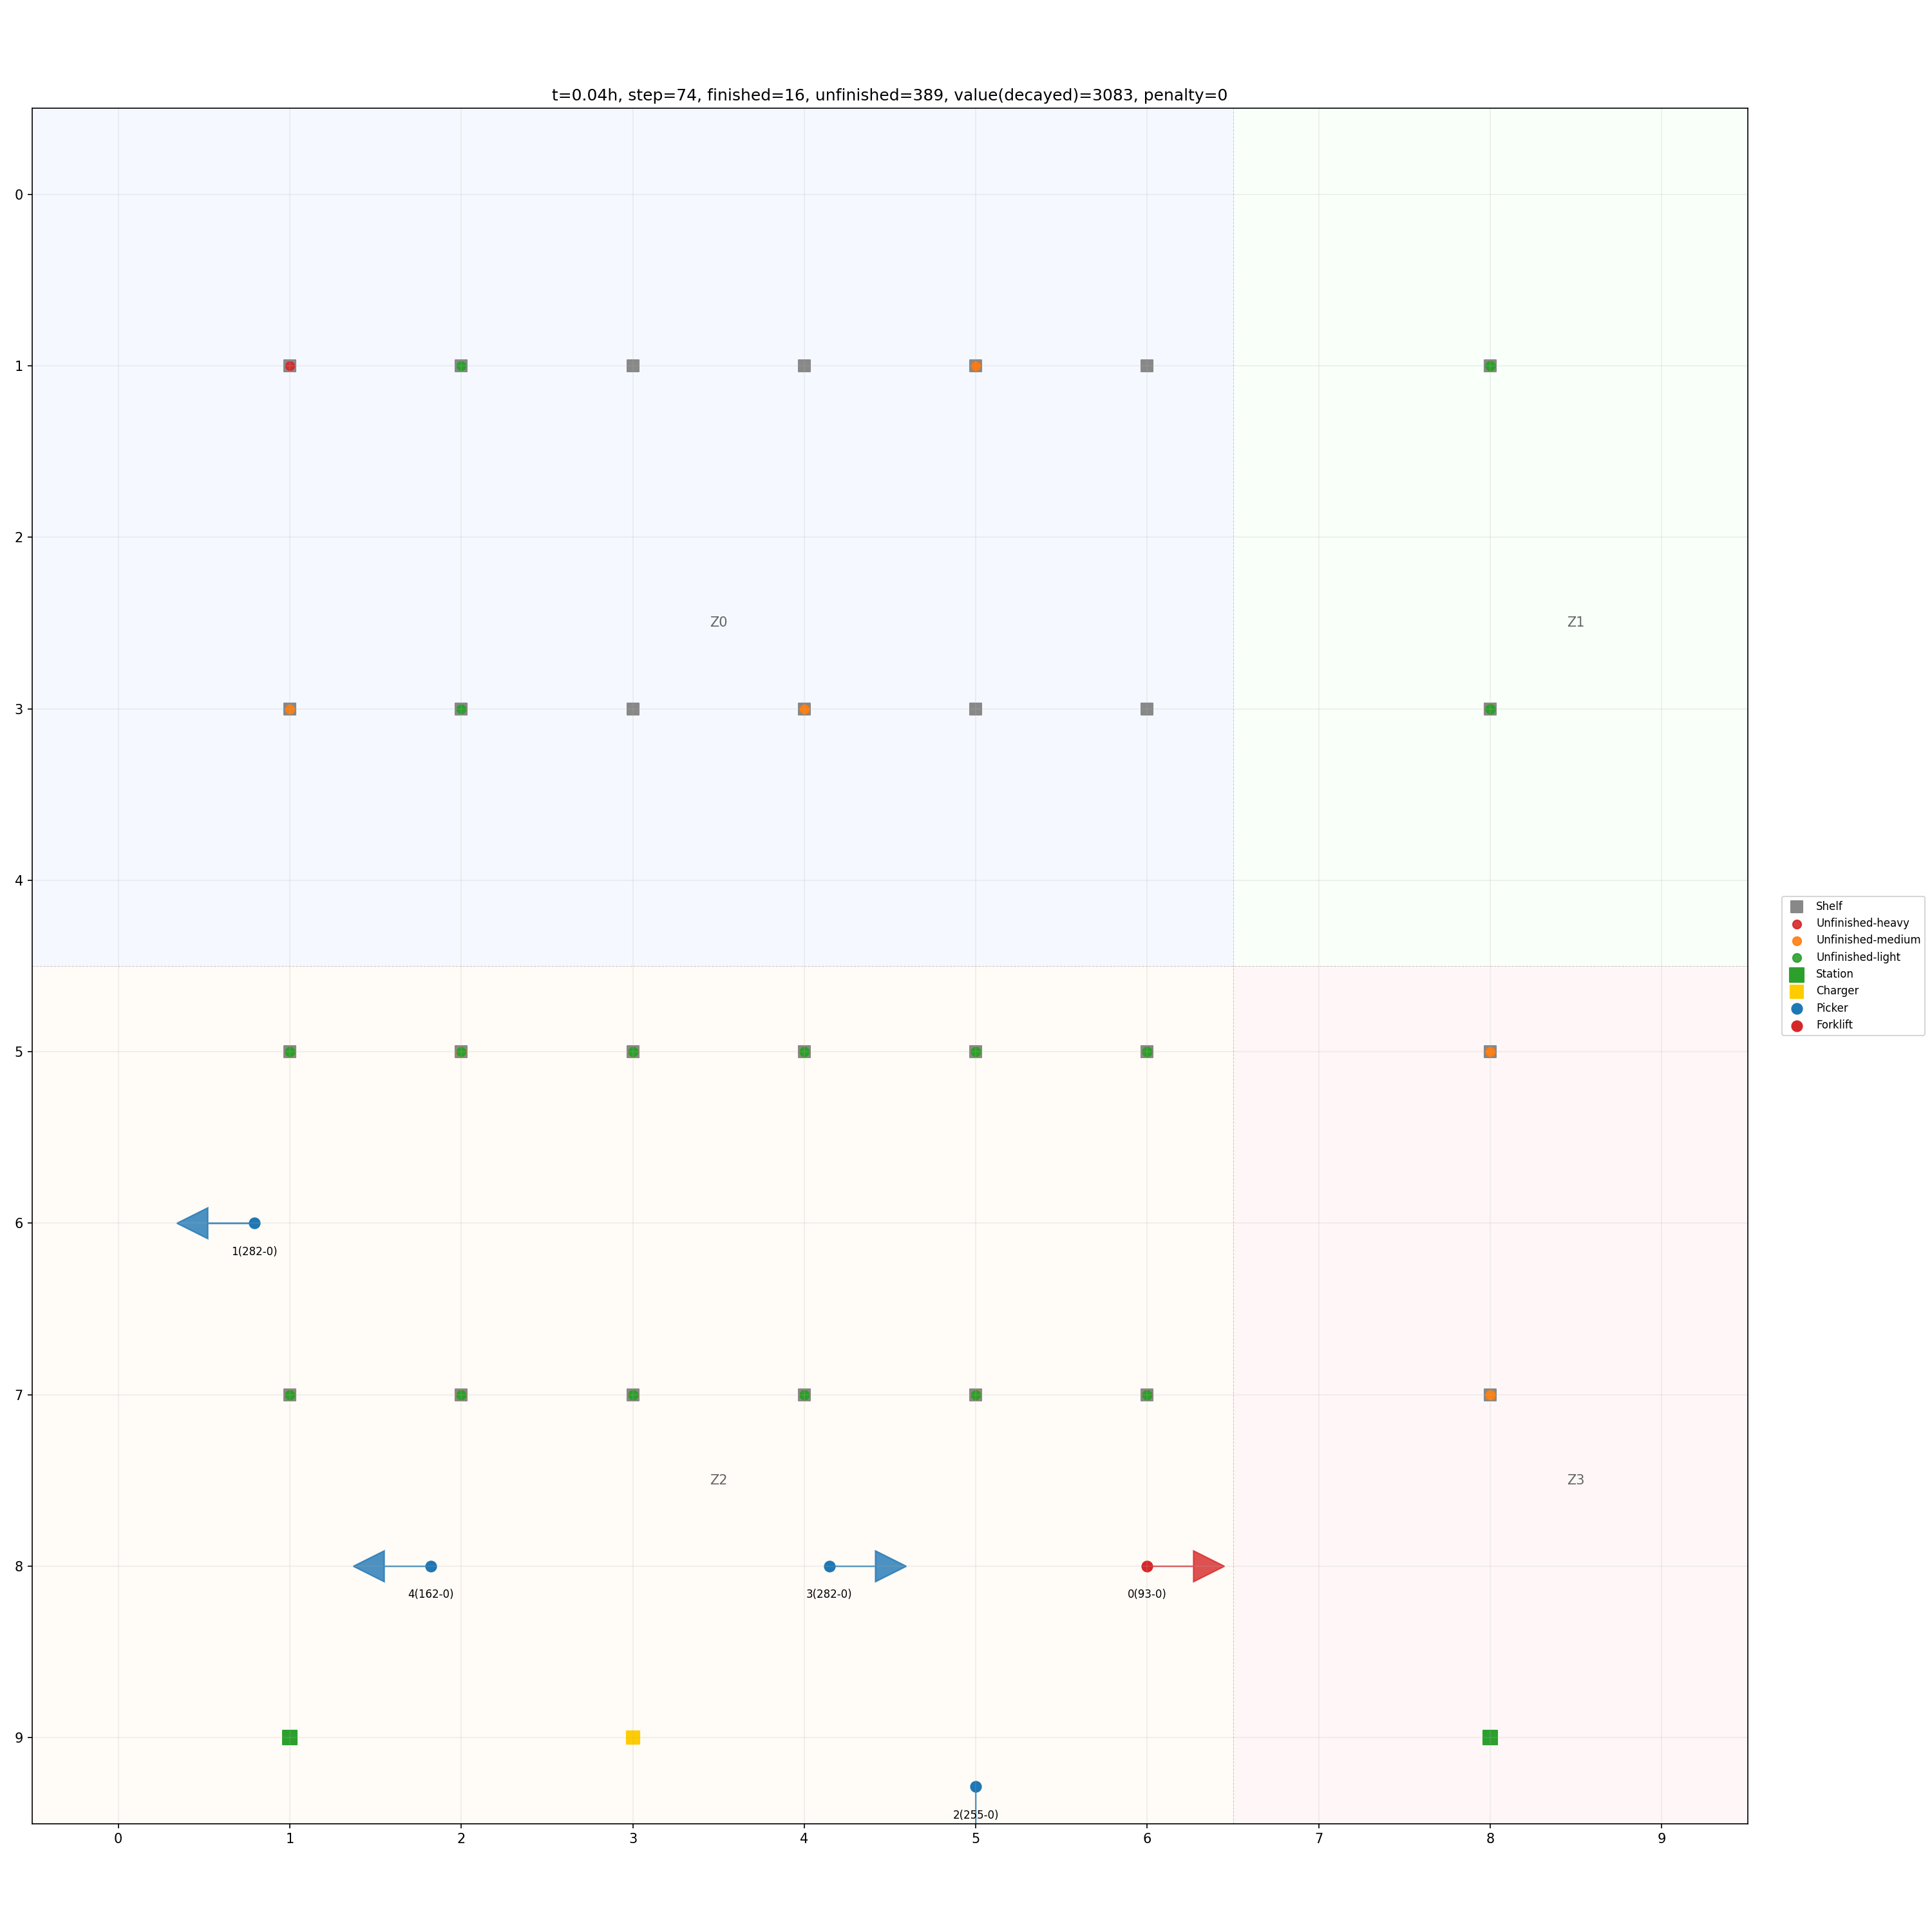 t=0.04h, step=74, finished=16, unfinished=389, value(decayed)=3083, penalty=0
0
1
2
Z0
Z1
3
4
Shelf
Unfinished-heavy
Unfinished-medium
Unfinished-light
Station
Charger
Picker
Forklift
5
6
1(282-0)
7
Z2
Z3
8
4(162-0)
3(282-0)
0(93-0)
9
2(255-0)
0 1 2 3 4 5 6 7 8 9